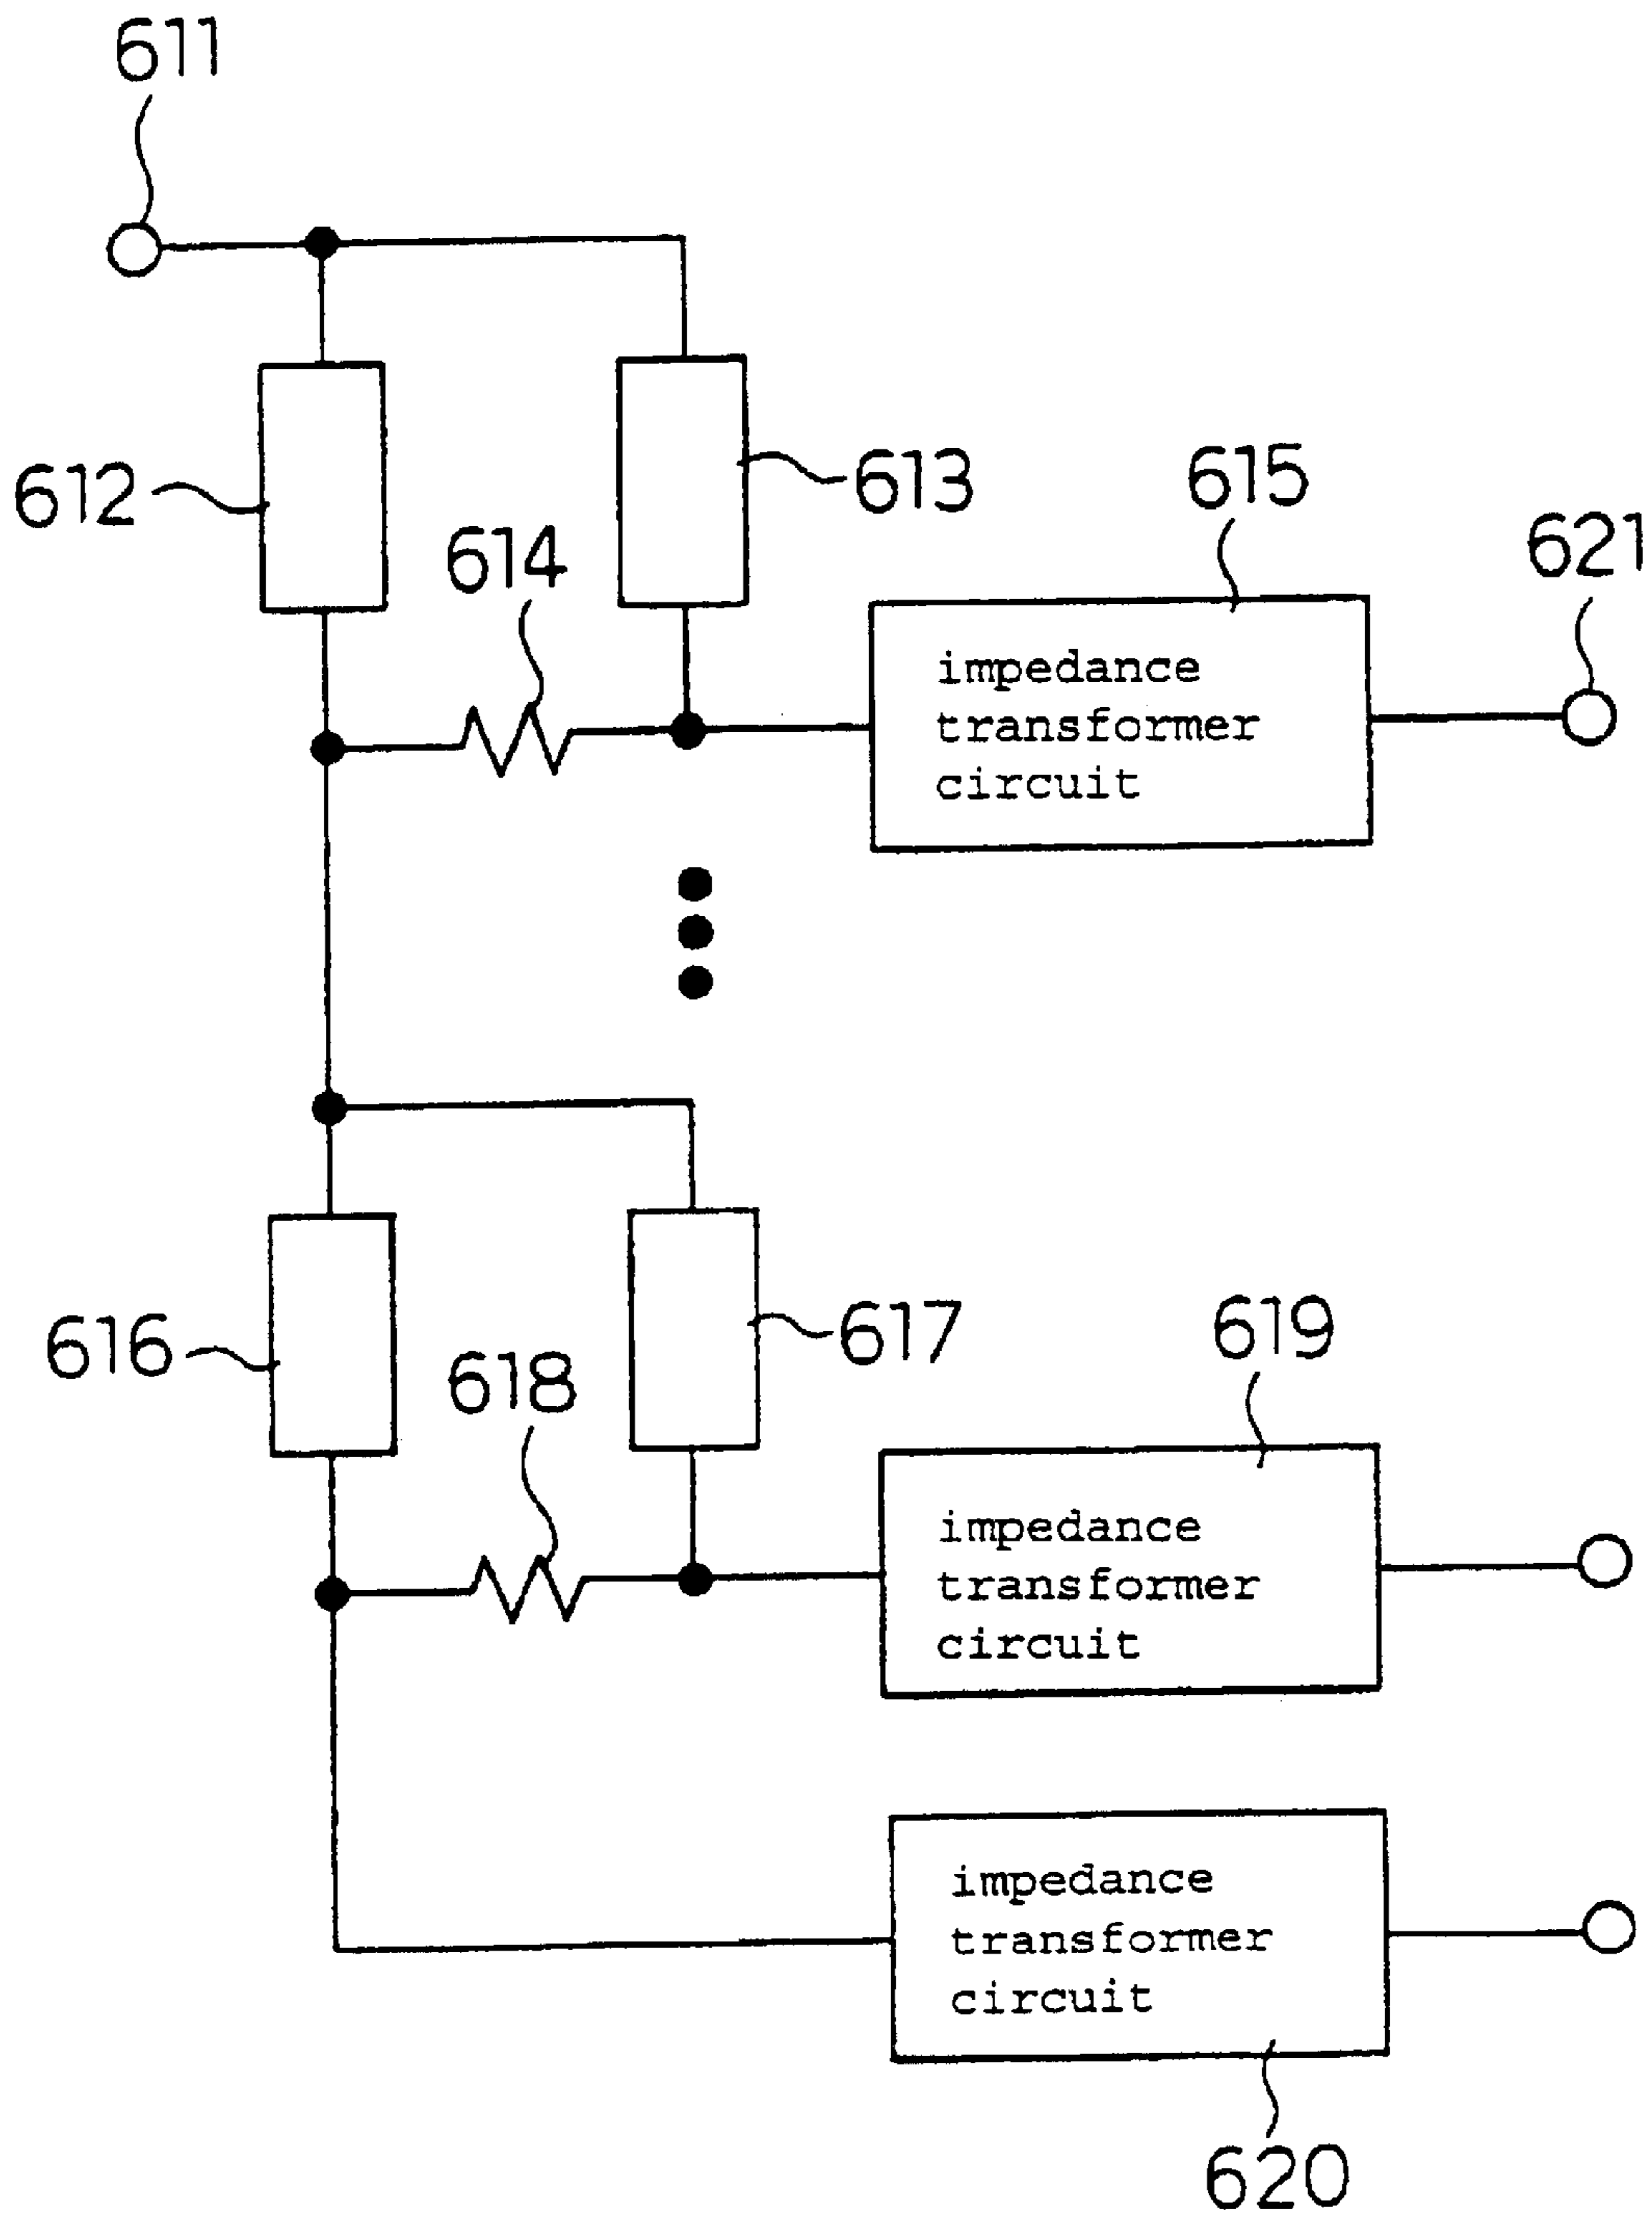 611
612
613
614
615
621
impedance
transformer
circuit
616
617
618
619
impedance
transformer
circuit
impedance
transformer
circuit
620